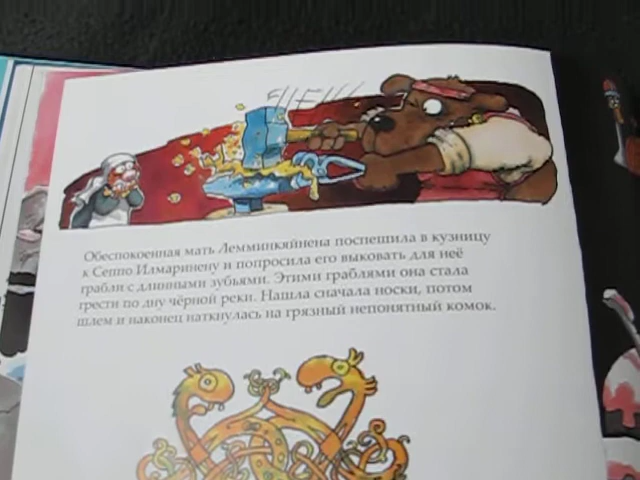 Обеспокоенная мать Лемминкяйнена поспешила в кузницу
к Сеппо Илмаринену и попросила его выковать для неё
грабли с длинными зубьями. Этими граблями она стала
грести по дну чёрной реки. Нашла сначала носки, потом
шлем и наконец наткнулась на грязный непонятный комок.